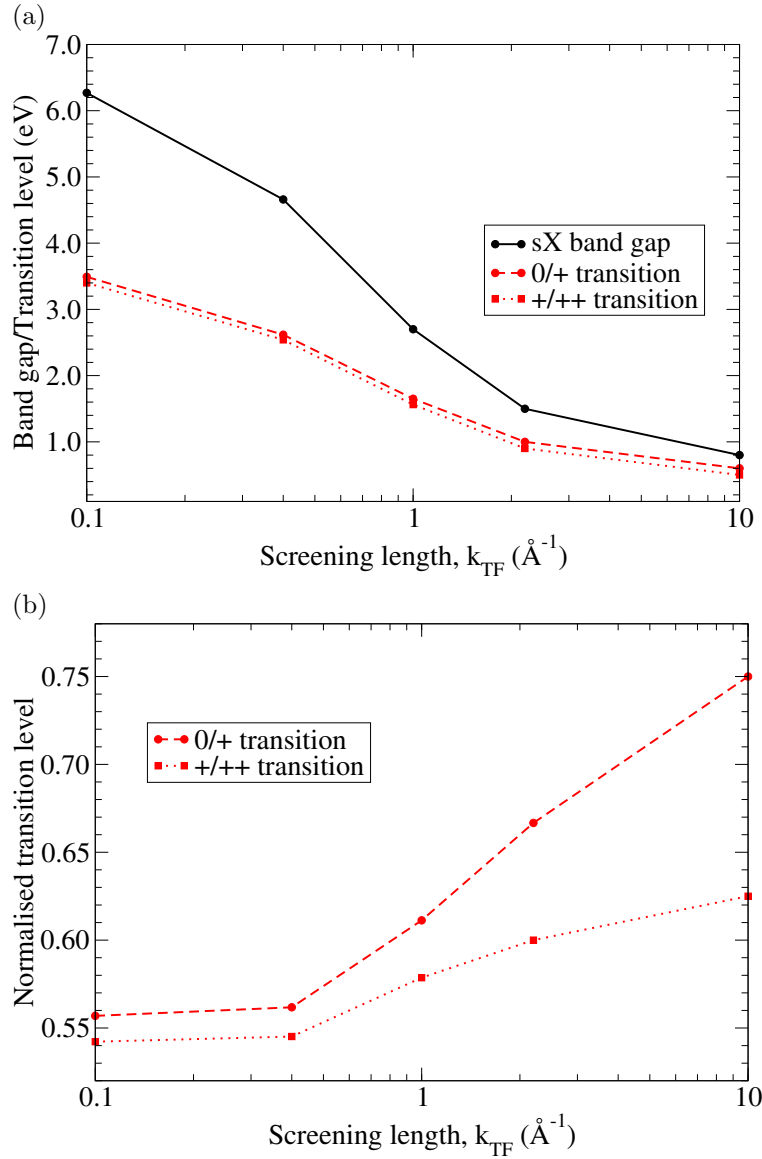 (a)
7.0
6.0
5.0
4.0
3.0
2.0
1.0
Band gap/Transition level (eV)
sX band gap
0/+ transition
+/++ transition
0.1 1 10
Screening length, k_TF (Å^-1)
(b)
0.75
0.70
0.65
0.60
0.55
Normalised transition level
0/+ transition
+/++ transition
0.1 1 10
Screening length, k_TF (Å^-1)